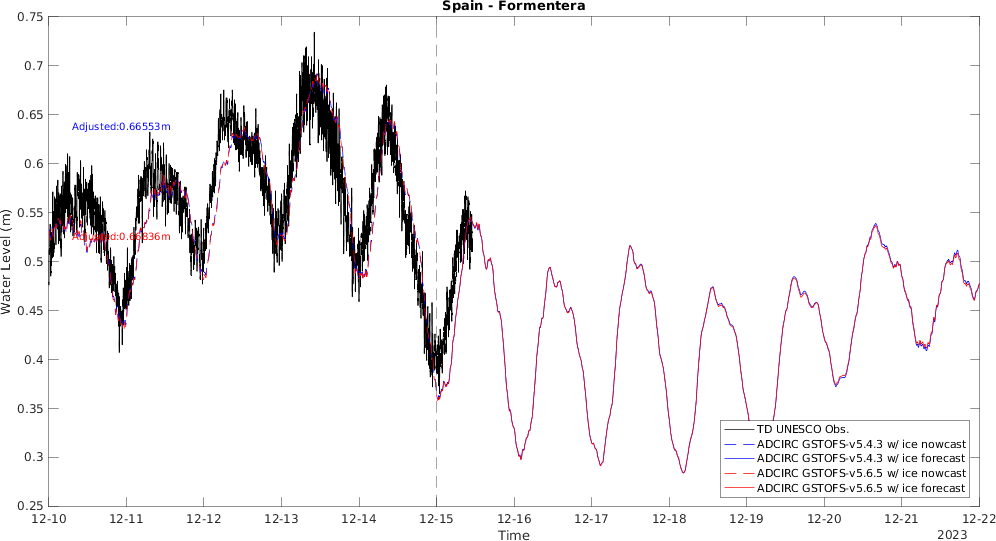 Spain - Formentera
0.75
0.7
0.65
0.6
0.55
0.5
0.45
0.4
0.35
0.3
0.25
Water Level (m)
Adjusted:0.66553m
Adjusted:0.66836m
TD UNESCO Obs.
ADCIRC GSTOFS-v5.4.3 w/ ice nowcast
ADCIRC GSTOFS-v5.4.3 w/ ice forecast
ADCIRC GSTOFS-v5.6.5 w/ ice nowcast
ADCIRC GSTOFS-v5.6.5 w/ ice forecast
12-10 12-11 12-12 12-13 12-14 12-15 12-16 12-17 12-18 12-19 12-20 12-21 12-22
Time
2023